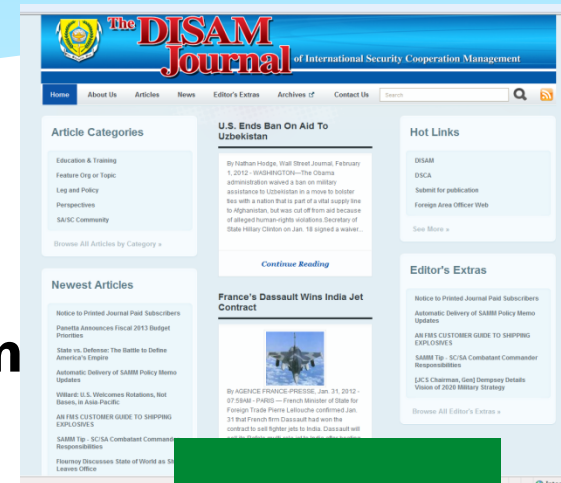 The DISAM
Journal of International Security Cooperation Management
Home About Us Articles News Editor's Extras Archives Contact Us Search
Article Categories
Education & Training
Feature Org or Topic
Leg and Policy
Perspectives
SA/SC Community
Browse All Articles by Category »
Newest Articles
Notice to Printed Journal Paid Subscribers
Panetta Announces Fiscal 2013 Budget
Priorities
State vs. Defense: The Battle to Define
America's Empire
Automatic Delivery of SAMM Policy Memo
Updates
Willard: U.S. Welcomes Rotations, Not
Bases, in Asia-Pacific
AN FMS CUSTOMER GUIDE TO SHIPPING
EXPLOSIVES
SAMM Tip - SC/SA Combatant Commander
Responsibilities
Flournoy Discusses State of World as
Leaves Office
U.S. Ends Ban On Aid To
Uzbekistan
By Nathan Hodge, Wall Street Journal, February
1, 2012 - WASHINGTON—The Obama
administration waived a ban on military
assistance to Uzbekistan in a move to bolster
ties with a nation that is part of a vital supply line
to Afghanistan, but was cut off from aid because
of alleged human-rights violations. Secretary of
State Hillary Clinton on Jan. 18 signed a waiver...
Continue Reading
France's Dassault Wins India Jet
Contract
By AGENCE FRANCE-PRESSE, Jan. 31, 2012 -
07:59AM - PARIS — French Minister of State for
Foreign Trade Pierre Lellouche confirmed Jan.
31 that French firm Dassault had won the
contract to sell fighter jets to India. Dassault will
Hot Links
DISAM
DSCA
Submit for publication
Foreign Area Officer Web
See More »
Editor's Extras
Notice to Printed Journal Paid Subscribers
Automatic Delivery of SAMM Policy Memo
Updates
AN FMS CUSTOMER GUIDE TO SHIPPING
EXPLOSIVES
SAMM Tip - SC/SA Combatant Commander
Responsibilities
[JCS Chairman, Gen] Dempsey Details
Vision of 2020 Military Strategy
Browse All Editor's Extras »